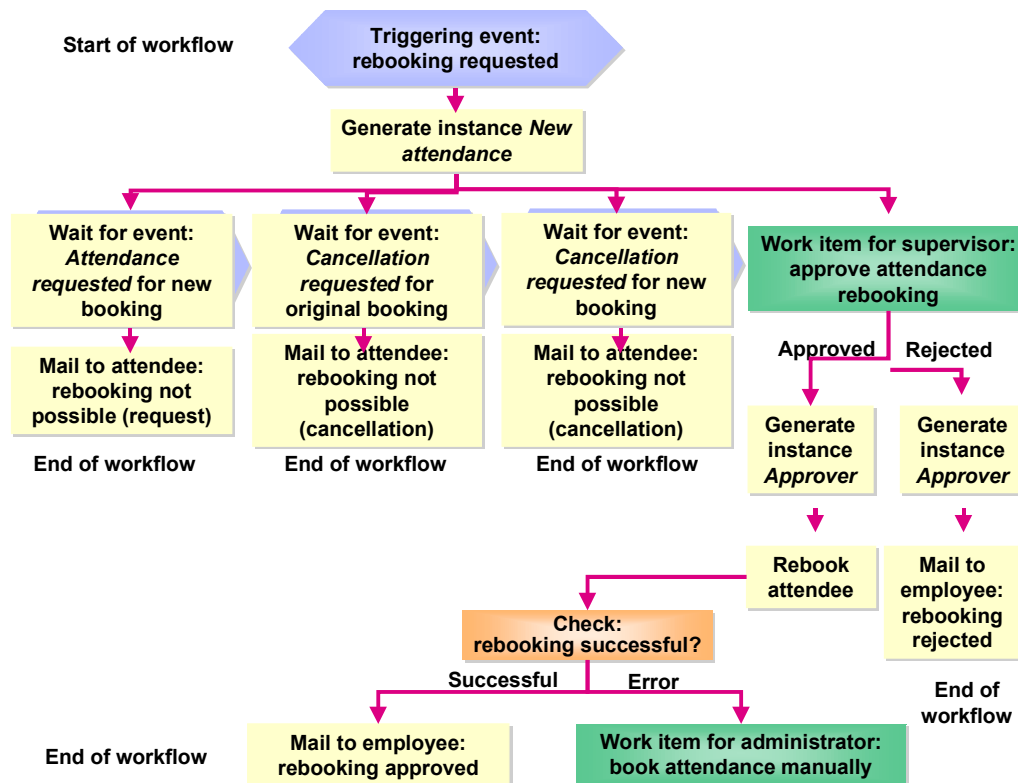 Start of workflow
Triggering event:
rebooking requested
Generate instance New
attendance
Wait for event:
Attendance
requested for new
booking
Wait for event:
Cancellation
requested for
original booking
Wait for event:
Cancellation
requested for new
booking
Work item for supervisor:
approve attendance
rebooking
Mail to attendee:
rebooking not
possible (request)
Mail to attendee:
rebooking not
possible
(cancellation)
Mail to attendee:
rebooking not
possible
(cancellation)
Approved
Rejected
End of workflow
End of workflow
End of workflow
Generate
instance
Approver
Generate
instance
Approver
Rebook
attendee
Mail to
employee:
rebooking
rejected
Check:
rebooking successful?
Successful
Error
End of
workflow
End of workflow
Mail to employee:
rebooking approved
Work item for administrator:
book attendance manually